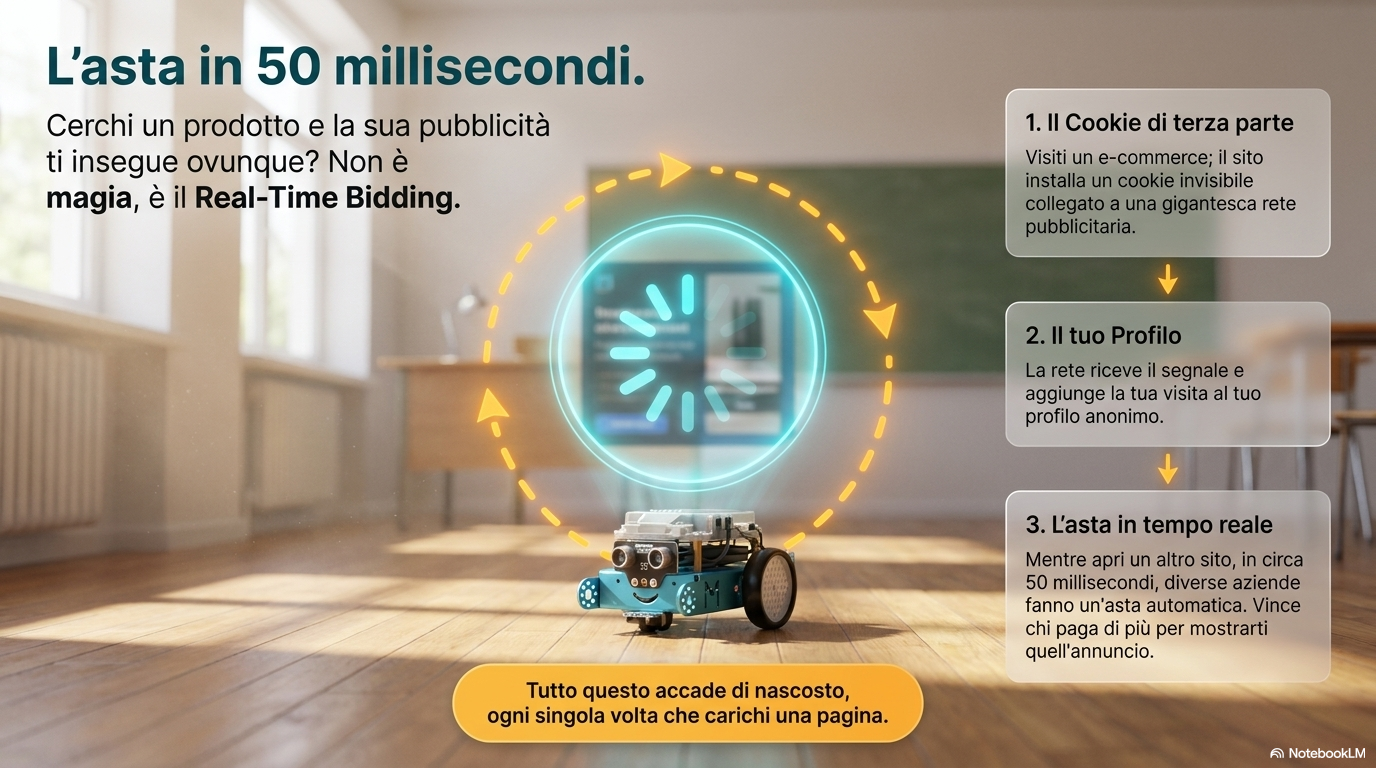 L'asta in 50 millisecondi.
Cerchi un prodotto e la sua pubblicità
ti insegue ovunque? Non è
magia, è il Real-Time Bidding.
1. Il Cookie di terza parte
Visiti un e-commerce; il sito
installa un cookie invisibile
collegato a una gigantesca rete
pubblicitaria.
2. Il tuo Profilo
La rete riceve il segnale e
aggiunge la tua visita al tuo
profilo anonimo.
3. L'asta in tempo reale
Mentre apri un altro sito, in circa
50 millisecondi, diverse aziende
fanno un'asta automatica. Vince
chi paga di più per mostrarti
quell'annuncio.
Tutto questo accade di nascosto,
ogni singola volta che carichi una pagina.
NotebookLM